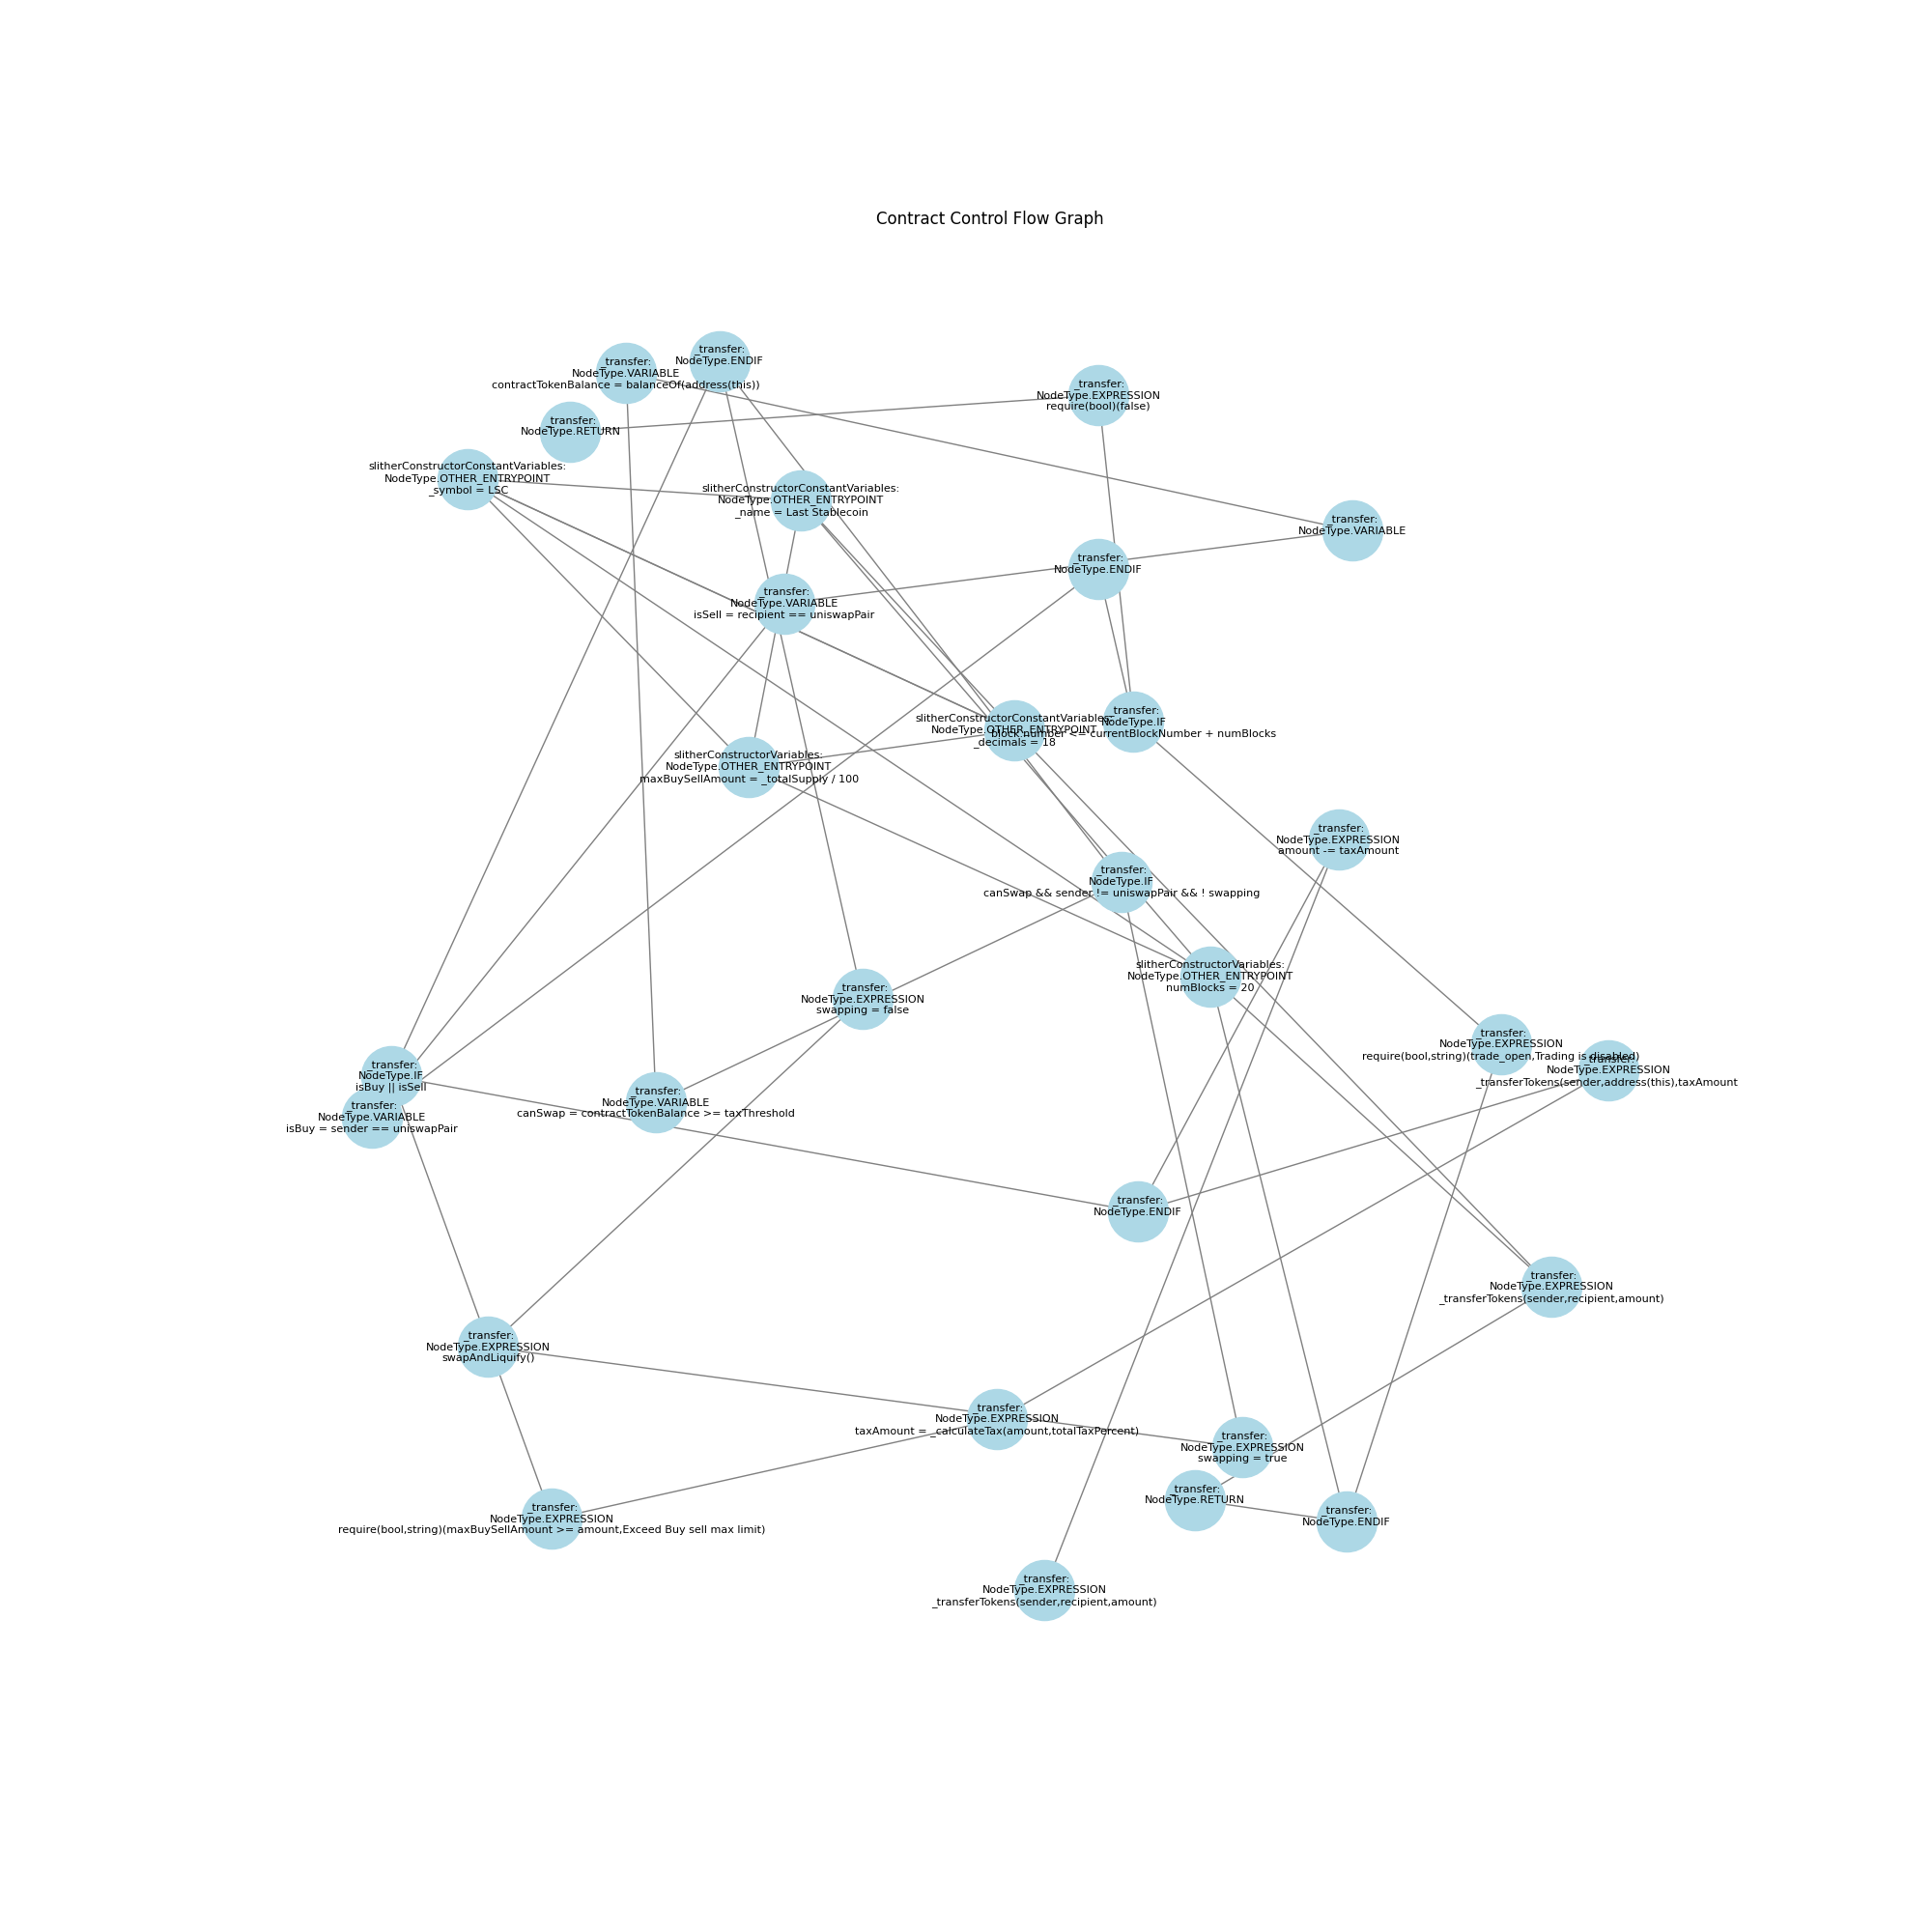 Contract Control Flow Graph
_transfer:
NodeType.ENDIF
_transfer:
NodeType.VARIABLE
contractTokenBalance = balanceOf(address(this))
_transfer:
NodeType.EXPRESSION
require(bool)(false)
_transfer:
NodeType.RETURN
slitherConstructorConstantVariables:
NodeType.OTHER_ENTRYPOINT
_symbol = LSC
slitherConstructorConstantVariables:
NodeType.OTHER_ENTRYPOINT
_name = Last Stablecoin
_transfer:
NodeType.VARIABLE
_transfer:
NodeType.ENDIF
_transfer:
NodeType.VARIABLE
isSell = recipient == uniswapPair
slitherConstructorConstantVariables:
NodeType.OTHER_ENTRYPOINT
_decimals = 18
_transfer:
NodeType.IF
block.number <= currentBlockNumber + numBlocks
slitherConstructorVariables:
NodeType.OTHER_ENTRYPOINT
maxBuySellAmount = _totalSupply / 100
_transfer:
NodeType.EXPRESSION
amount -= taxAmount
_transfer:
NodeType.IF
canSwap && sender != uniswapPair && ! swapping
slitherConstructorVariables:
NodeType.OTHER_ENTRYPOINT
numBlocks = 20
_transfer:
NodeType.EXPRESSION
swapping = false
_transfer:
NodeType.EXPRESSION
require(bool,string)(trade_open,Trading is disabled)
_transfer:
NodeType.EXPRESSION
_transferTokens(sender,address(this),taxAmount
_transfer:
NodeType.IF
isBuy || isSell
_transfer:
NodeType.VARIABLE
isBuy = sender == uniswapPair
_transfer:
NodeType.VARIABLE
canSwap = contractTokenBalance >= taxThreshold
_transfer:
NodeType.ENDIF
_transfer:
NodeType.EXPRESSION
_transferTokens(sender,recipient,amount)
_transfer:
NodeType.EXPRESSION
swapAndLiquify()
_transfer:
NodeType.EXPRESSION
taxAmount = _calculateTax(amount,totalTaxPercent)
_transfer:
NodeType.EXPRESSION
swapping = true
_transfer:
NodeType.RETURN
_transfer:
NodeType.ENDIF
_transfer:
NodeType.EXPRESSION
require(bool,string)(maxBuySellAmount >= amount,Exceed Buy sell max limit)
_transfer:
NodeType.EXPRESSION
_transferTokens(sender,recipient,amount)